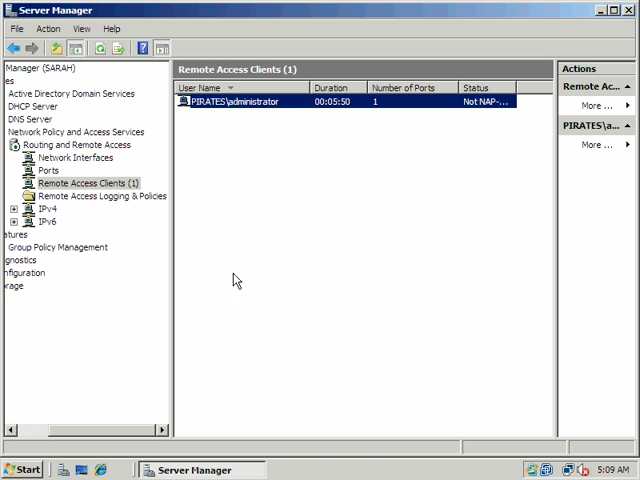 Server Manager
File Action View Help
Manager (SARAH)
es
Active Directory Domain Services
DHCP Server
DNS Server
Network Policy and Access Services
Routing and Remote Access
Network Interfaces
Ports
Remote Access Clients (1)
Remote Access Logging & Policies
IPv4
IPv6
atures
Group Policy Management
gnostics
nfiguration
orage
Remote Access Clients (1)
User Name Duration Number of Ports Status
PIRATES\administrator 00:05:50 1 Not NAP-...
Actions
Remote Ac...
More ...
PIRATES\a...
More ...
Start Server Manager 5:09 AM